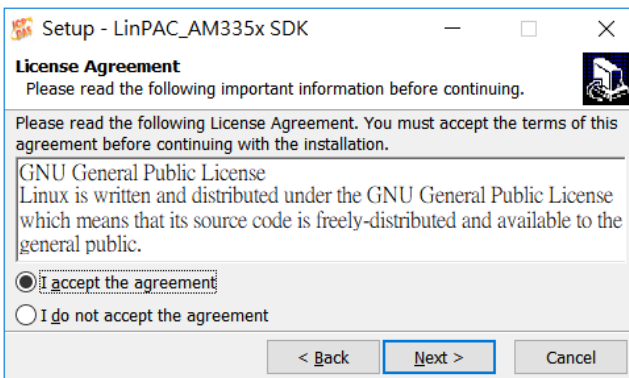 Setup - LinPAC_AM335x SDK
License Agreement
Please read the following important information before continuing.
Please read the following License Agreement. You must accept the terms of this
agreement before continuing with the installation.
GNU General Public License
Linux is written and distributed under the GNU General Public License
which means that its source code is freely-distributed and available to the
general public.
I accept the agreement
I do not accept the agreement
< Back
Next >
Cancel